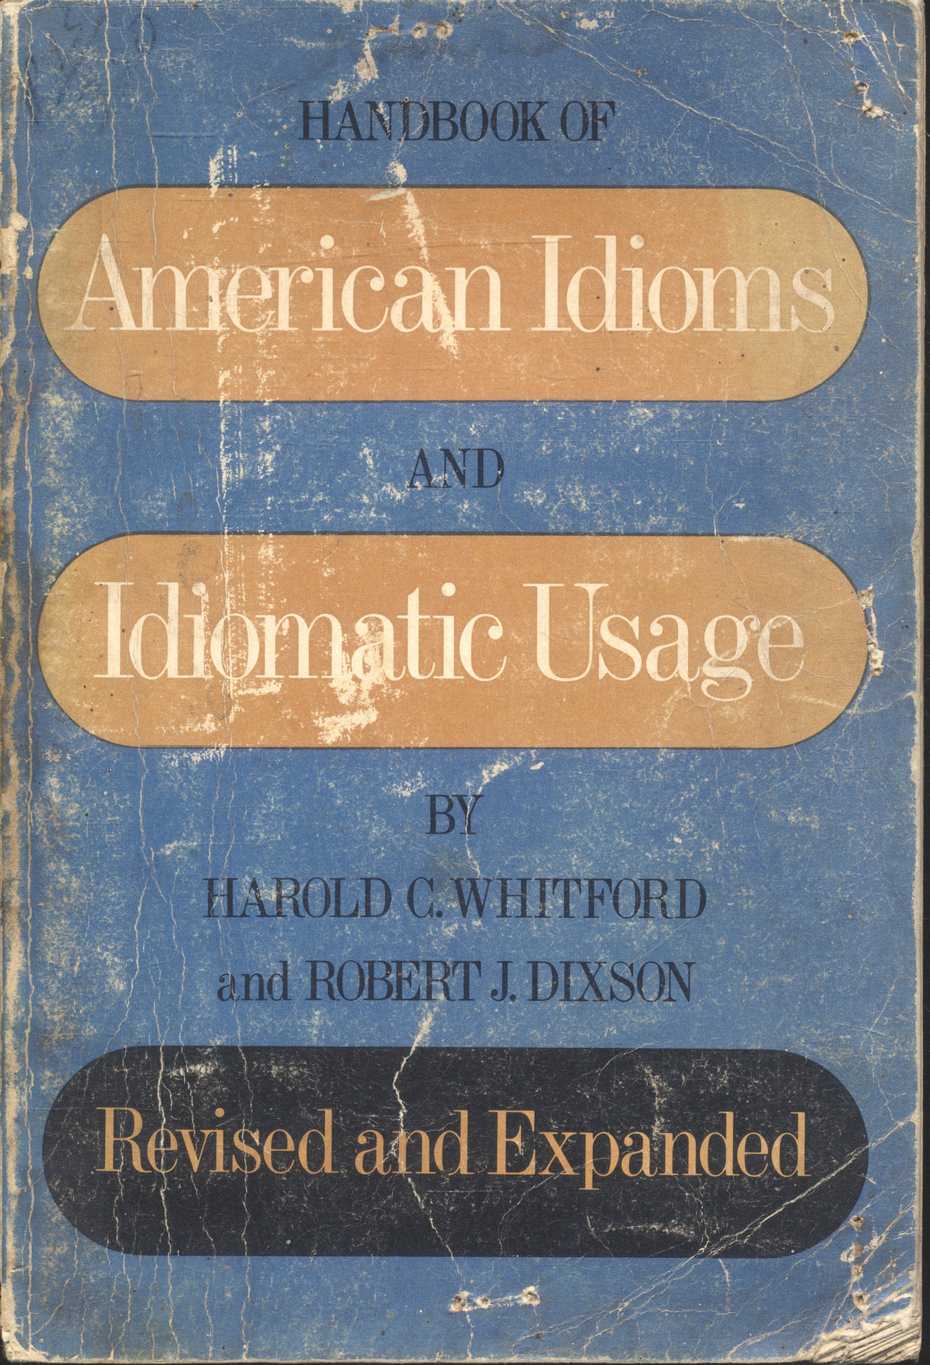 HANDBOOK OF
American Idioms
AND
Idiomatic Usage
BY
HAROLD C. WHITFORD
and ROBERT J. DIXSON
Revised and Expanded